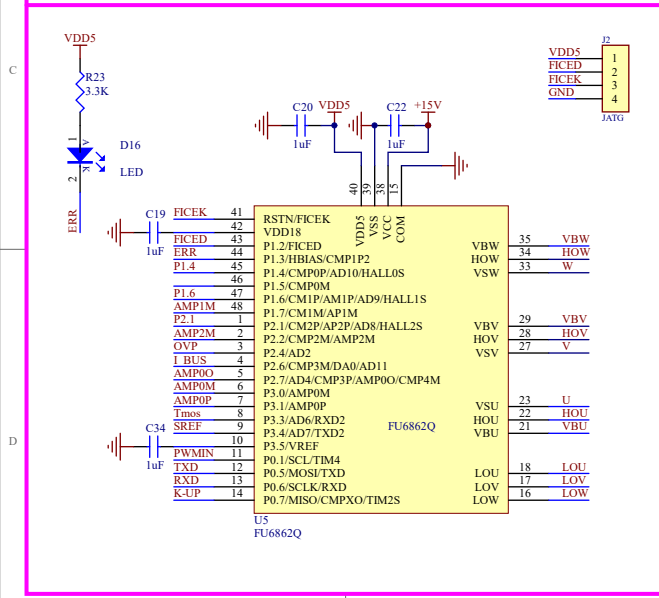 C
VDD5
R23
3.3K
1
A
D16
K
LED
2
ERR
C20
VDD5
1uF
C22
+15V
1uF
J2
VDD5 1
FICED 2
FICEK 3
GND 4
JATG
40 39 38 15
VDD5 VSS VCC COM
C19
1uF
FICEK 41 RSTN/FICEK
42 VDD18
FICED 43 P1.2/FICED
ERR 44 P1.3/HBIAS/CMP1P2
P1.4 45 P1.4/CMP0P/AD10/HALL0S
46 P1.5/CMP0M
P1.6 47 P1.6/CM1P/AM1P/AD9/HALL1S
AMP1M 48 P1.7/CM1M/AP1M
P2.1 1 P2.1/CM2P/AP2P/AD8/HALL2S
AMP2M 2 P2.2/CMP2M/AMP2M
OVP 3 P2.4/AD2
I_BUS 4 P2.6/CMP3M/DA0/AD11
AMP0O 5 P2.7/AD4/CMP3P/AMP0O/CMP4M
AMP0M 6 P3.0/AMP0M
AMP0P 7 P3.1/AMP0P
Tmos 8 P3.3/AD6/RXD2
SREF 9 P3.4/AD7/TXD2
10 P3.5/VREF
PWMIN 11 P0.1/SCL/TIM4
TXD 12 P0.5/MOSI/TXD
RXD 13 P0.6/SCLK/RXD
K-UP 14 P0.7/MISO/CMPXO/TIM2S
C34
1uF
VBW 35 VBW
HOW 34 HOW
VSW 33 W
VBV 29 VBV
HOV 28 HOV
VSV 27 V
VSU 23 U
HOU 22 HOU
VBU 21 VBU
LOU 18 LOU
LOV 17 LOV
LOW 16 LOW
FU6862Q
D
U5
FU6862Q